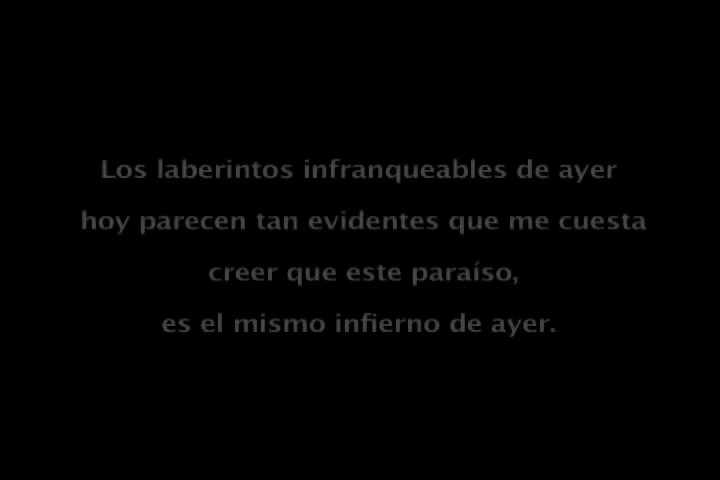 Los laberintos infranqueables de ayer
hoy parecen tan evidentes que me cuesta
creer que este paraíso,
es el mismo infierno de ayer.